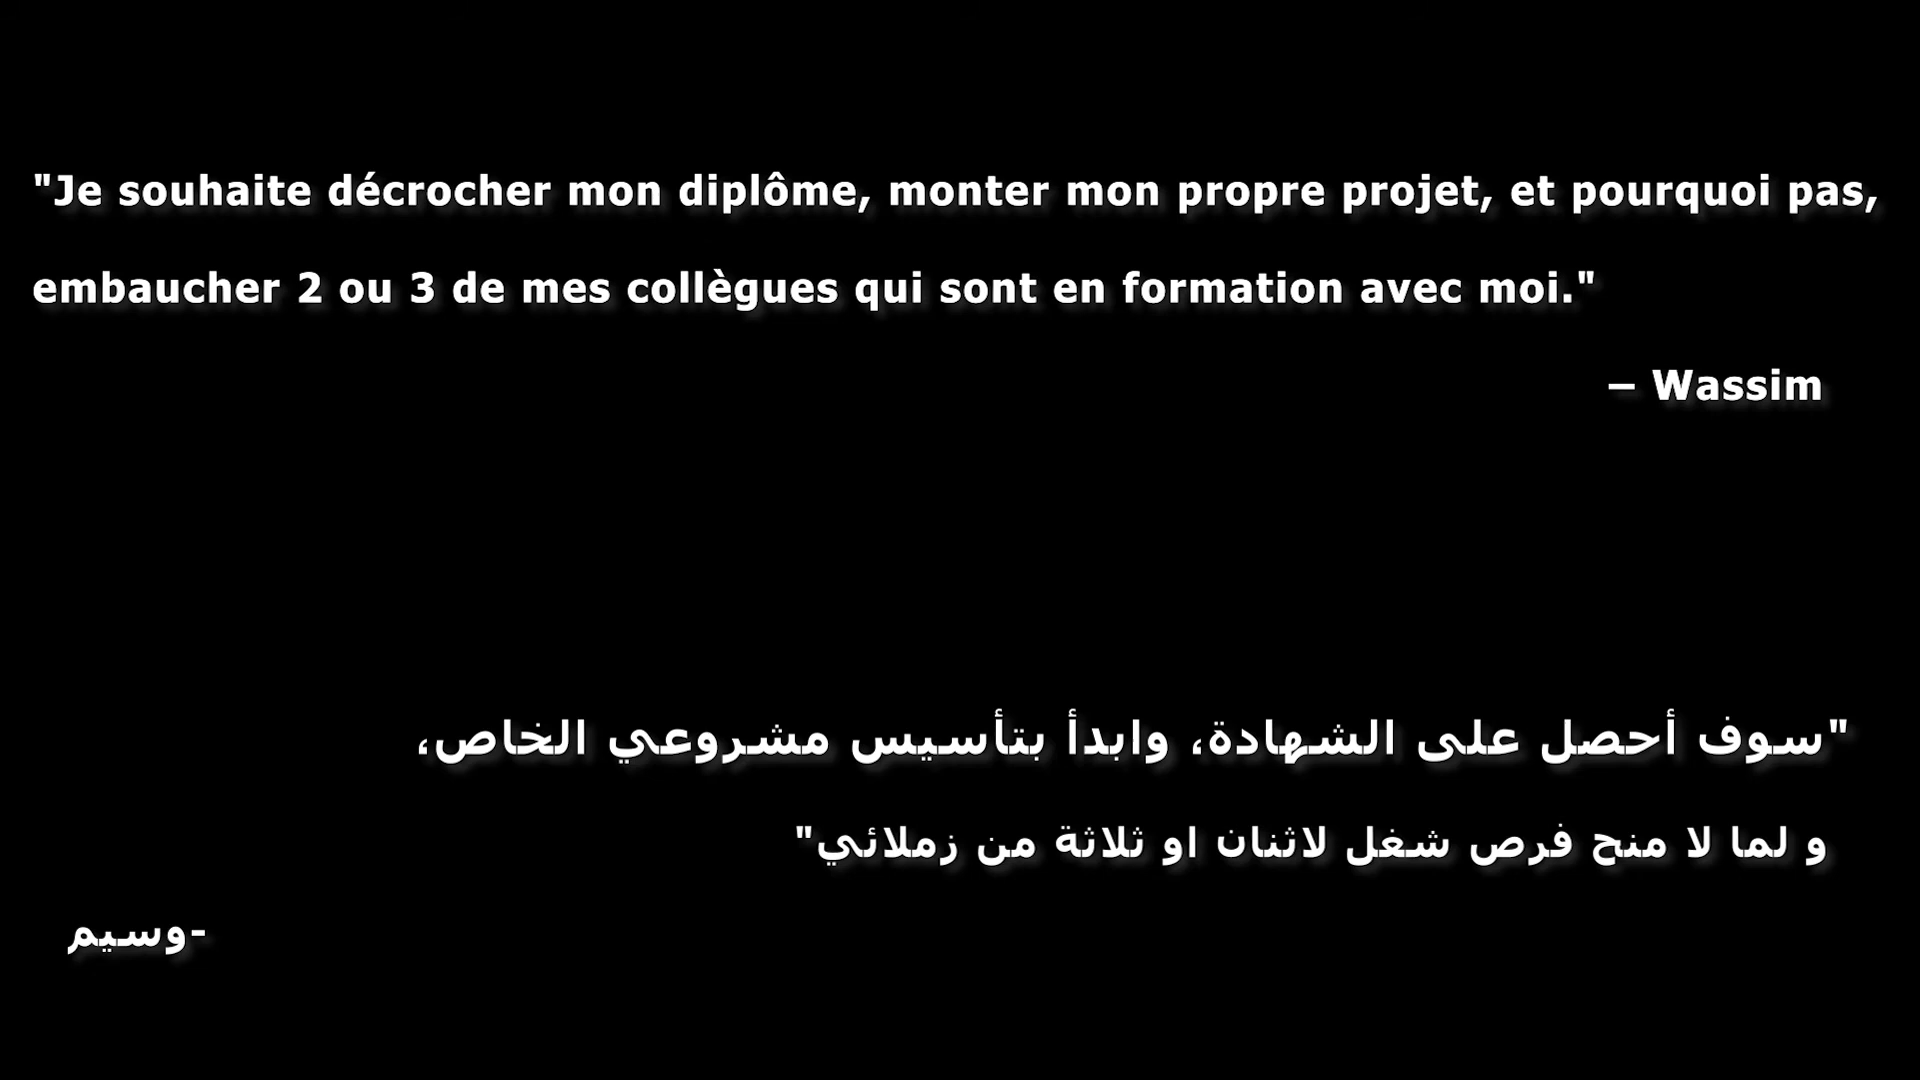 "Je souhaite décrocher mon diplôme, monter mon propre projet, et pourquoi pas,
embaucher 2 ou 3 de mes collègues qui sont en formation avec moi."
– Wassim
"سوف أحصل على الشهادة، وابدأ بتأسيس مشروعي الخاص،
و لما لا منح فرص شغل لاثنان او ثلاثة من زملائي"
-وسيم